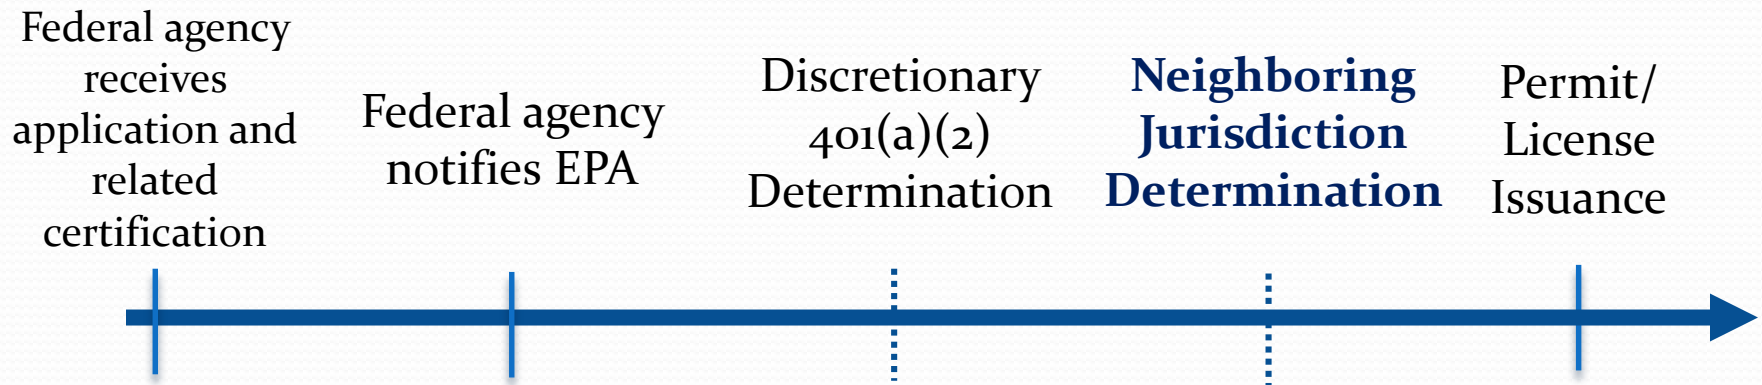 Federal agency
receives
application and
related
certification
Federal agency
notifies EPA
Discretionary
401(a)(2)
Determination
Neighboring
Jurisdiction
Determination
Permit/
License
Issuance